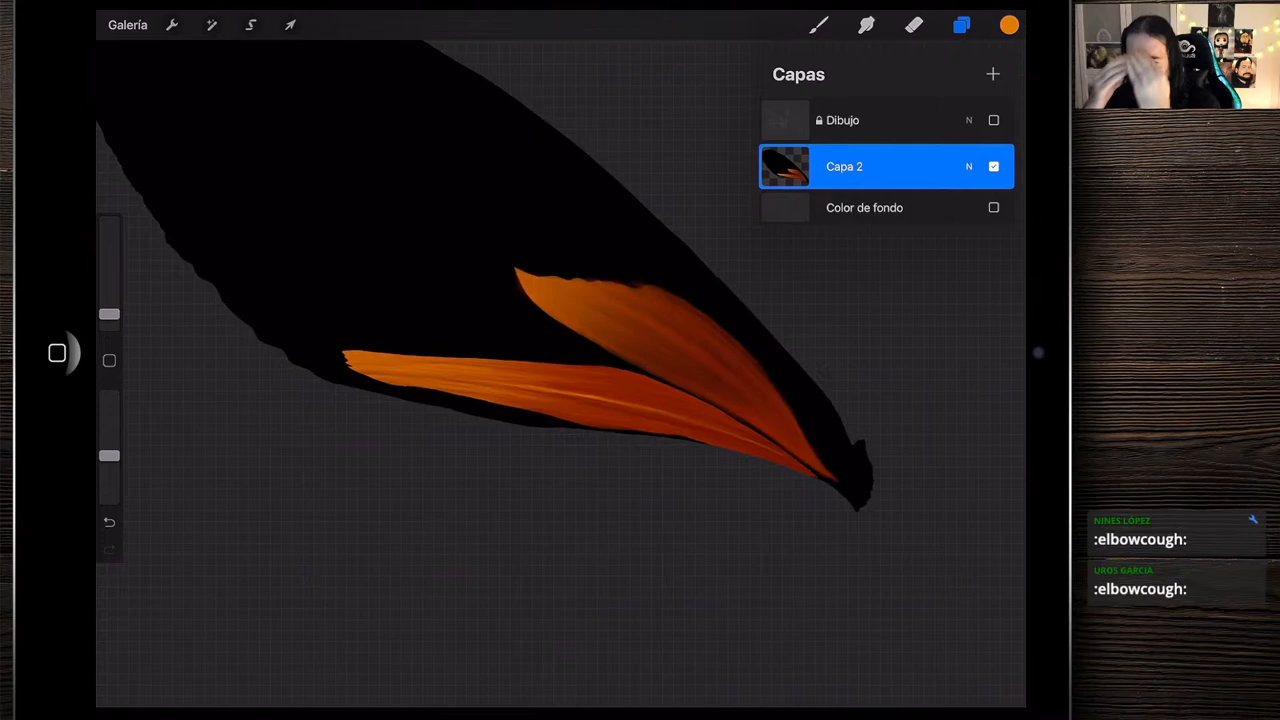 Galería
Capas
Dibujo
N
Capa 2
N
Color de fondo
NINES LÓPEZ
:elbowcough:
UROS GARCIA
:elbowcough: